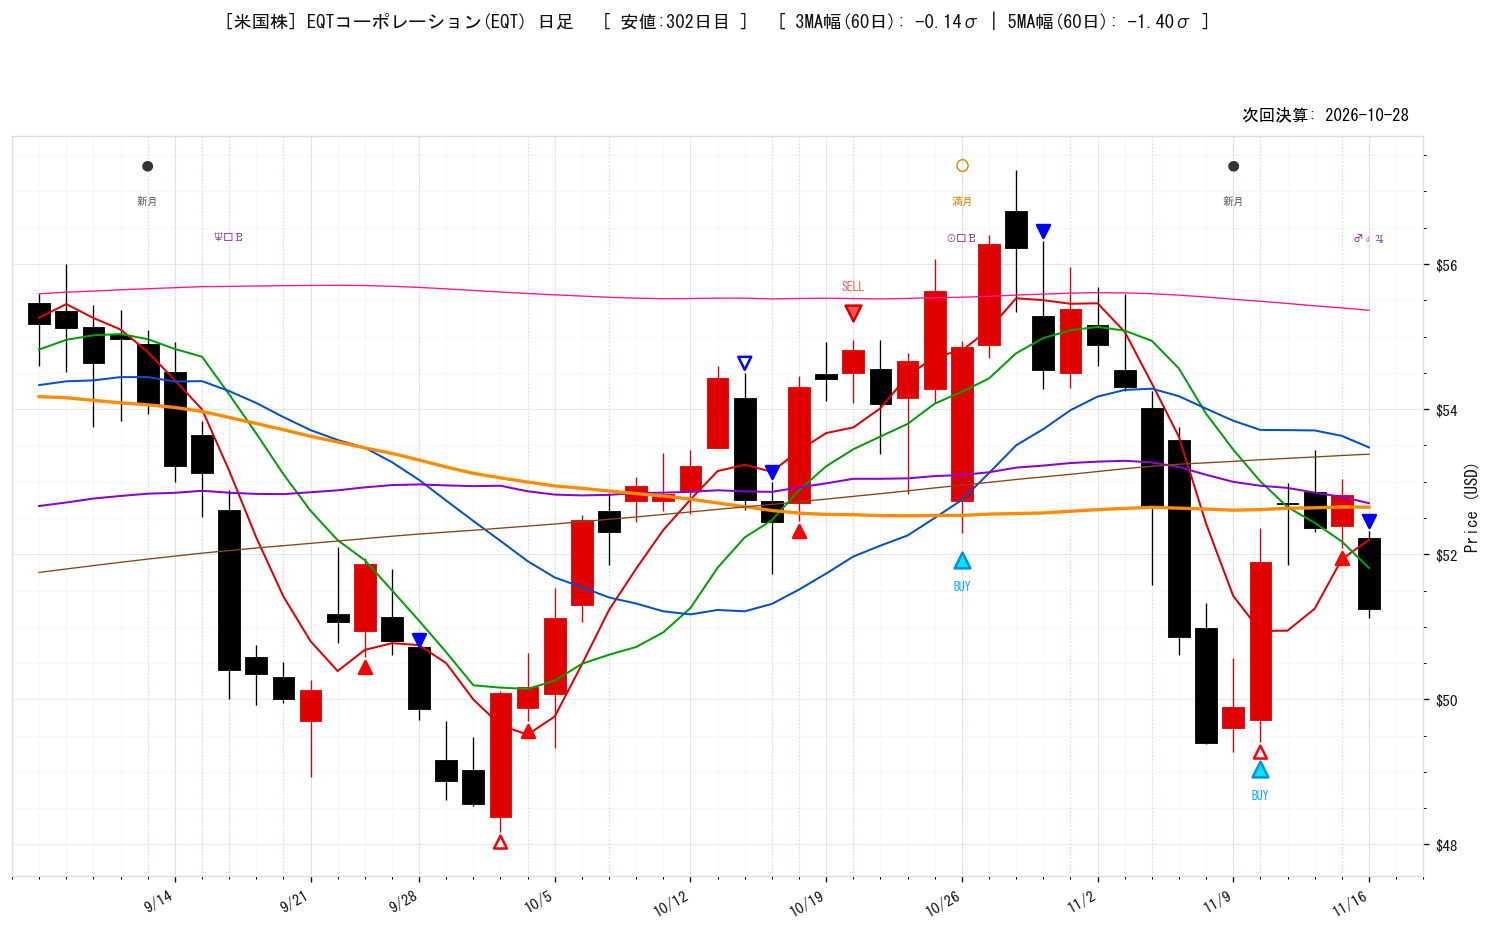 [米国株] EQTコーポレーション(EQT) 日足　[ 安値:302日目 ]　[ 3MA幅(60日): -0.14σ | 5MA幅(60日): -1.40σ ]
次回決算: 2026-10-28
新月
満月
新月
♆□♇
☉□♇
♂☌♃
SELL
BUY
BUY
$56
$54
$52
$50
$48
Price (USD)
9/14
9/21
9/28
10/5
10/12
10/19
10/26
11/2
11/9
11/16